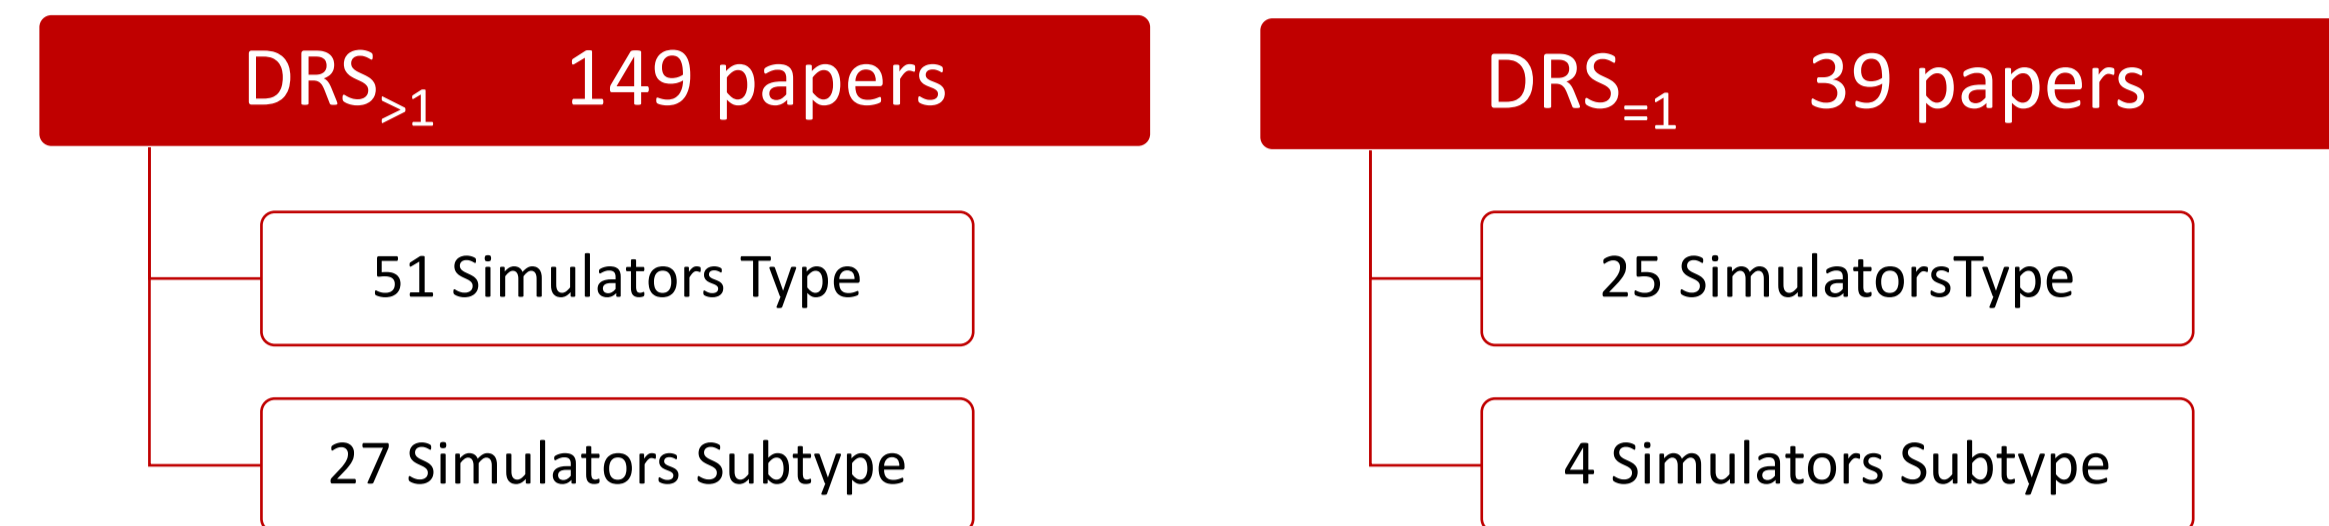 DRS>1 149 papers
51 Simulators Type
27 Simulators Subtype
DRS=1 39 papers
25 SimulatorsType
4 Simulators Subtype